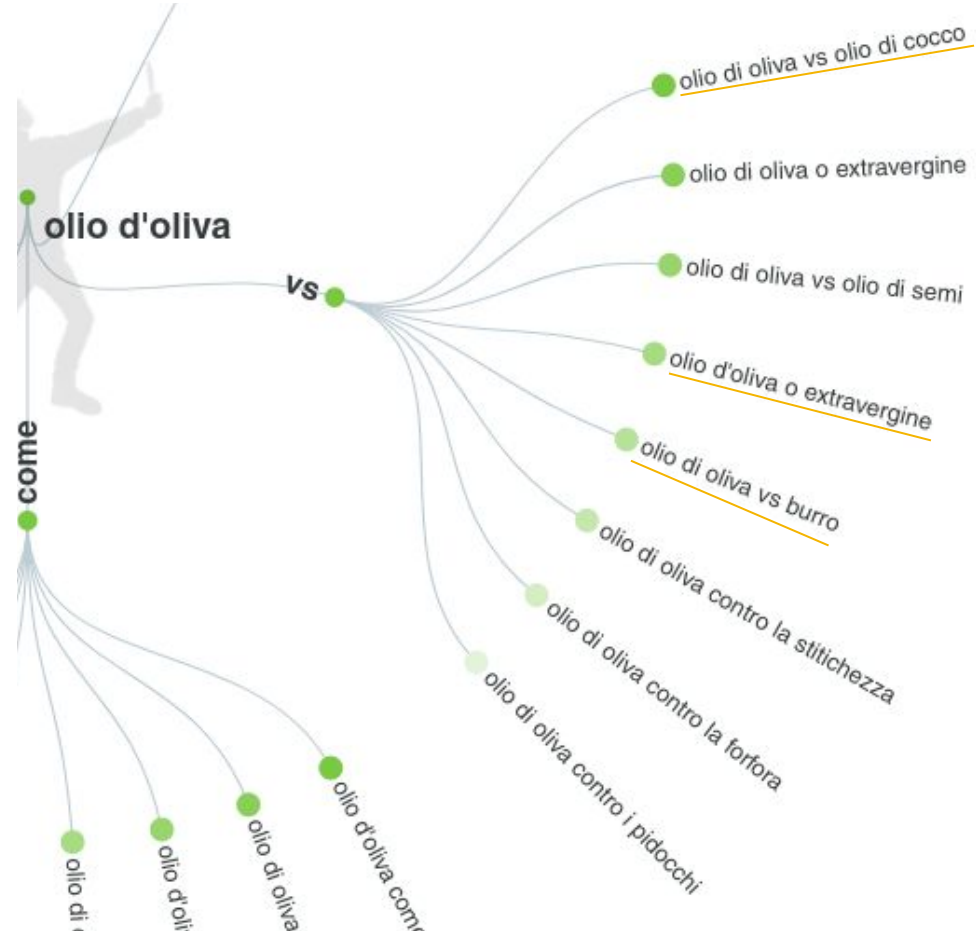 olio d'oliva
vs
olio di oliva vs olio di cocco
olio di oliva o extravergine
olio di oliva vs olio di semi
olio d'oliva o extravergine
olio di oliva vs burro
olio di oliva contro la stitichezza
olio di oliva contro la forfora
olio di oliva contro i pidocchi
come
olio d'oliva come
olio di oliva
olio
olio di